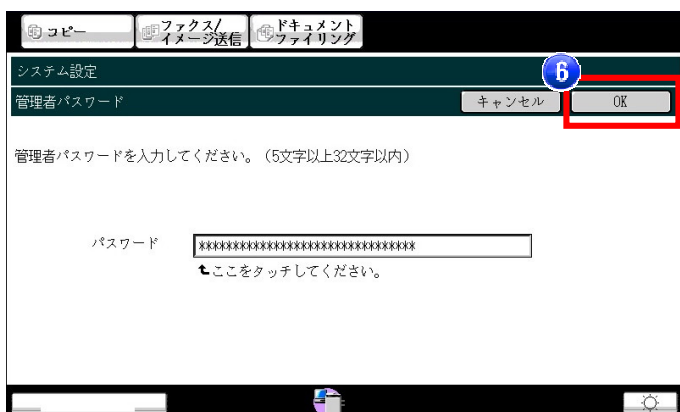 コピー
ファクス/
イメージ送信
ドキュメント
ファイリング
システム設定
6
管理者パスワード
キャンセル
OK
管理者パスワードを入力してください。（5文字以上32文字以内）
パスワード
********************************
ここをタッチしてください。